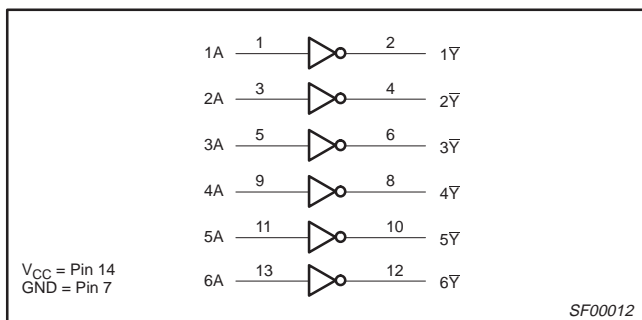 1A 1 2 1Y̅
2A 3 4 2Y̅
3A 5 6 3Y̅
4A 9 8 4Y̅
5A 11 10 5Y̅
6A 13 12 6Y̅
VCC = Pin 14
GND = Pin 7
SF00012